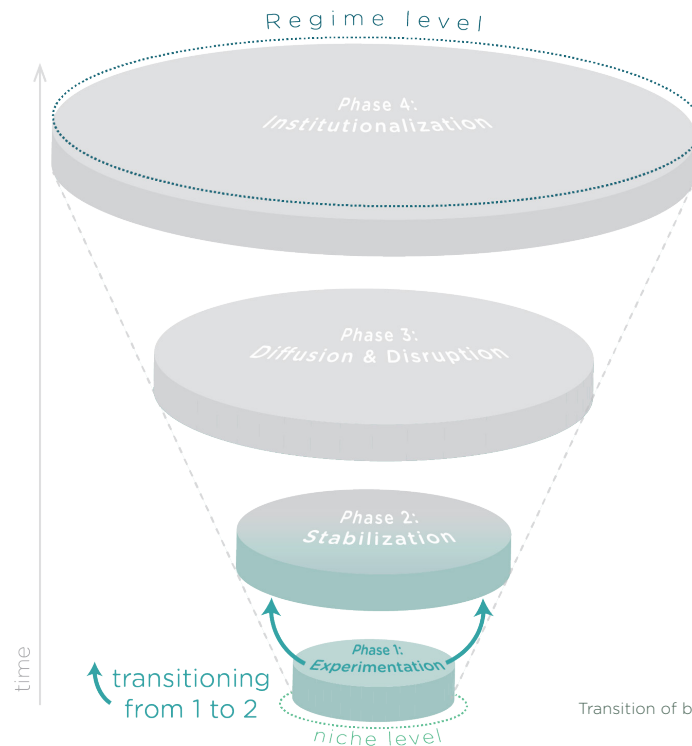 Regime level
Phase 4:
Institutionalization
Phase 3:
Diffusion & Disruption
Phase 2:
Stabilization
Phase 1:
Experimentation
time
transitioning
from 1 to 2
niche level
Transition of b